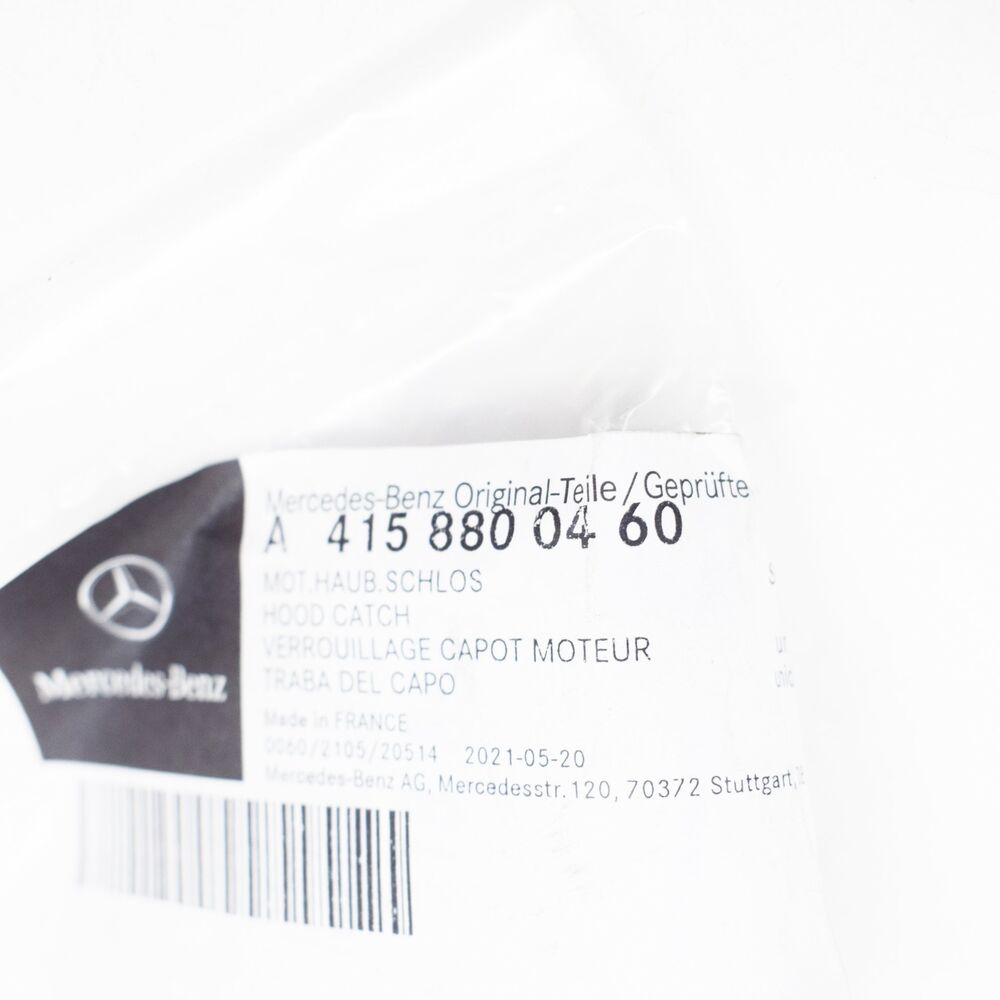 Mercedes-Benz Original-Teile/Geprüfte
A 415 880 04 60
MOT.HAUB.SCHLOS
HOOD CATCH
VERROUILLAGE CAPOT MOTEUR
TRABA DEL CAPO
Made in FRANCE
0060/2105/20514 2021-05-20
Mercedes-Benz AG, Mercedesstr.120, 70372 Stuttgart,
Mercedes-Benz